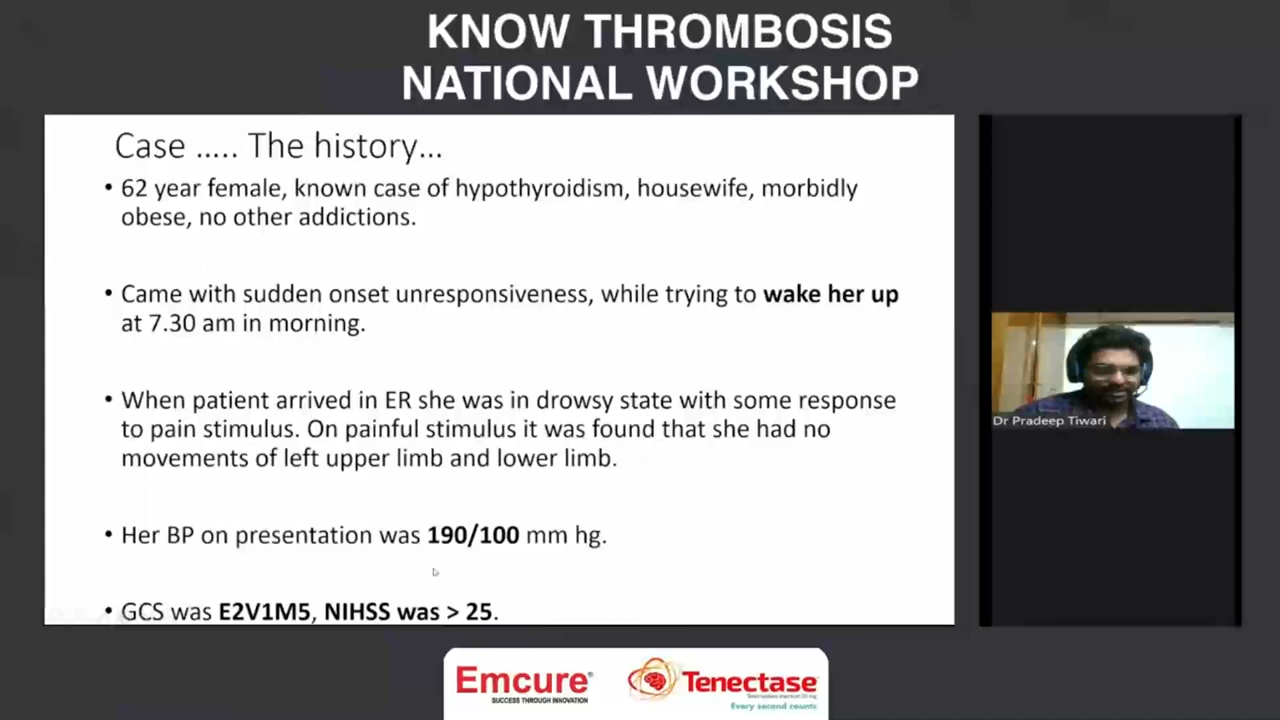 KNOW THROMBOSIS
NATIONAL WORKSHOP
Case ..... The history...
• 62 year female, known case of hypothyroidism, housewife, morbidly
obese, no other addictions.
• Came with sudden onset unresponsiveness, while trying to wake her up
at 7.30 am in morning.
• When patient arrived in ER she was in drowsy state with some response
to pain stimulus. On painful stimulus it was found that she had no
movements of left upper limb and lower limb.
• Her BP on presentation was 190/100 mm hg.
• GCS was E2V1M5, NIHSS was > 25.
Dr Pradeep Tiwari
Emcure®
SUCCESS THROUGH INNOVATION
Tenectase
Every second counts